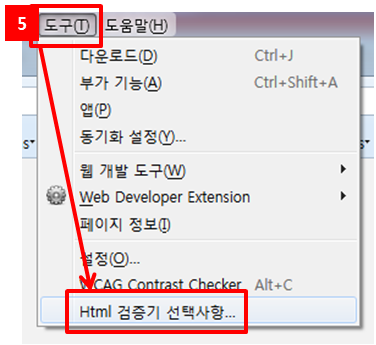 5 도구(T) 도움말(H)
다운로드(D) Ctrl+J
부가 기능(A) Ctrl+Shift+A
앱(P)
동기화 설정(Y)...
웹 개발 도구(W)
Web Developer Extension
페이지 정보(I)
설정(O)...
WCAG Contrast Checker Alt+C
Html 검증기 선택사항...